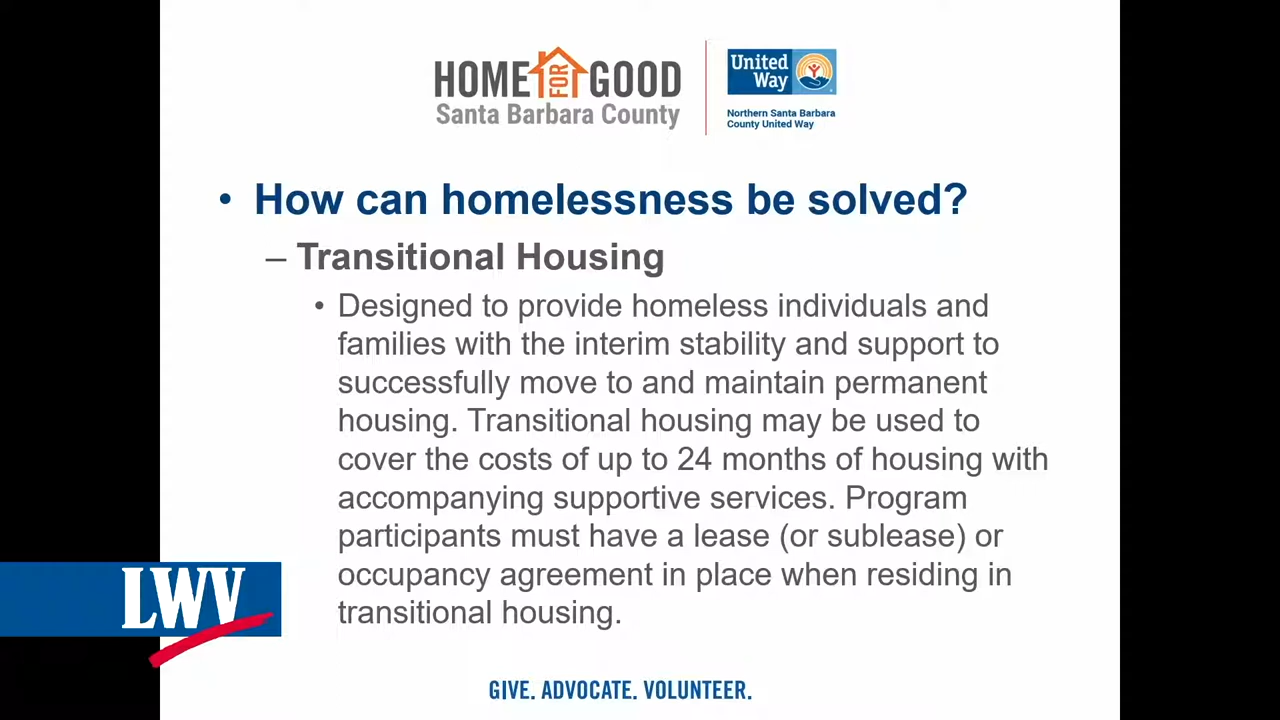 HOME FOR GOOD
Santa Barbara County
United
Way
Northern Santa Barbara
County United Way
• How can homelessness be solved?
– Transitional Housing
• Designed to provide homeless individuals and
families with the interim stability and support to
successfully move to and maintain permanent
housing. Transitional housing may be used to
cover the costs of up to 24 months of housing with
accompanying supportive services. Program
participants must have a lease (or sublease) or
occupancy agreement in place when residing in
transitional housing.
LWV
GIVE. ADVOCATE. VOLUNTEER.